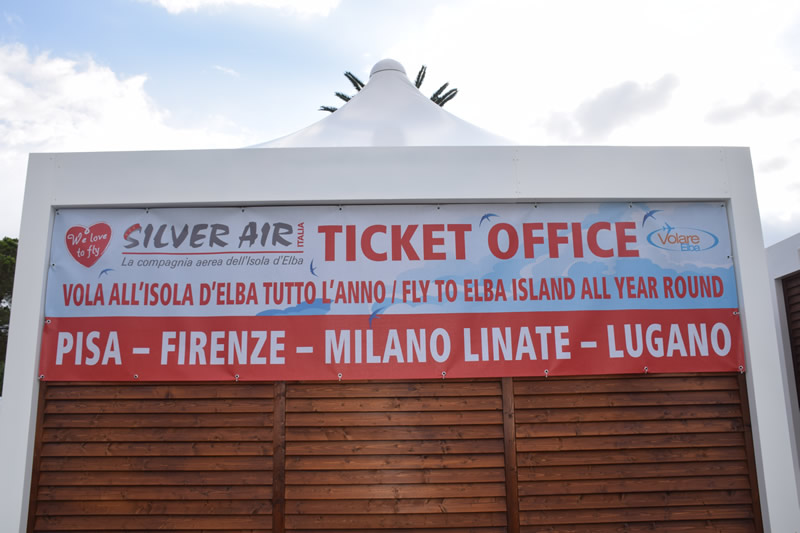 We love to fly
SILVER AIR ITALIA
La compagnia aerea dell'Isola d'Elba
TICKET OFFICE
Volare Elba
VOLA ALL'ISOLA D'ELBA TUTTO L'ANNO / FLY TO ELBA ISLAND ALL YEAR ROUND
PISA – FIRENZE – MILANO LINATE – LUGANO